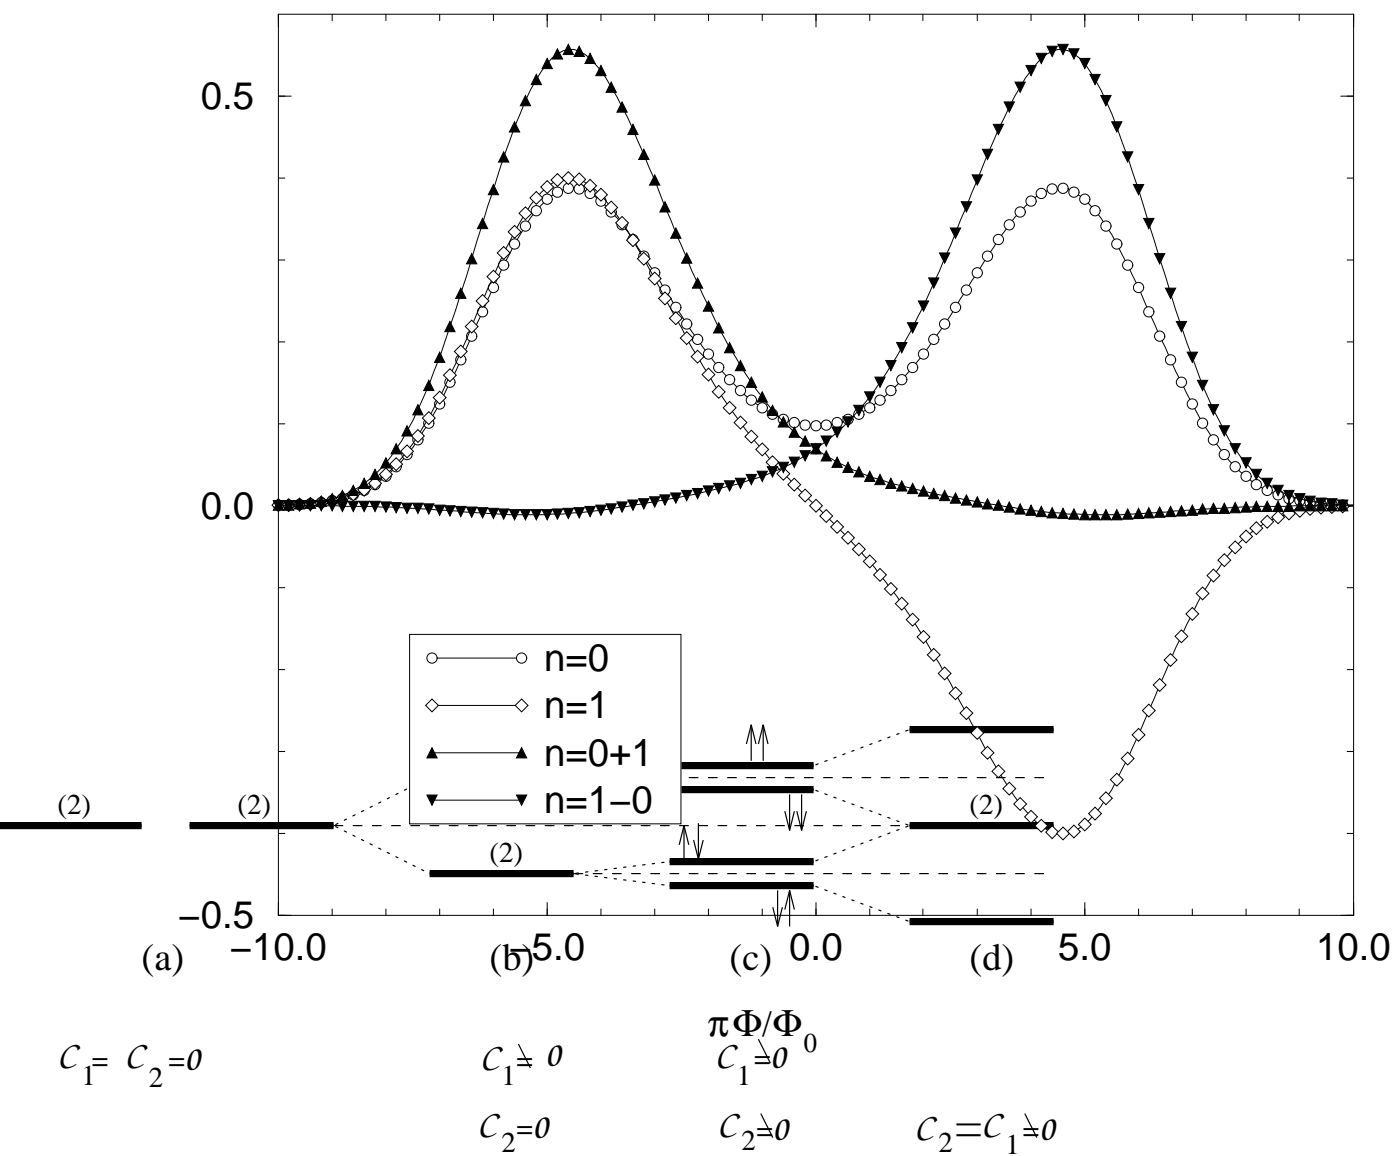 0.5
0.0
−0.5
n=0
n=1
n=0+1
n=1−0
(2) (2) (2)
(2)
−10.0 −5.0 0.0 5.0 10.0
(a) (b) (c) (d)
πΦ/Φ₀
C₁= C₂=0 C₁≠0 C₁≠0
C₂=0 C₂≠0 C₂=C₁≠0